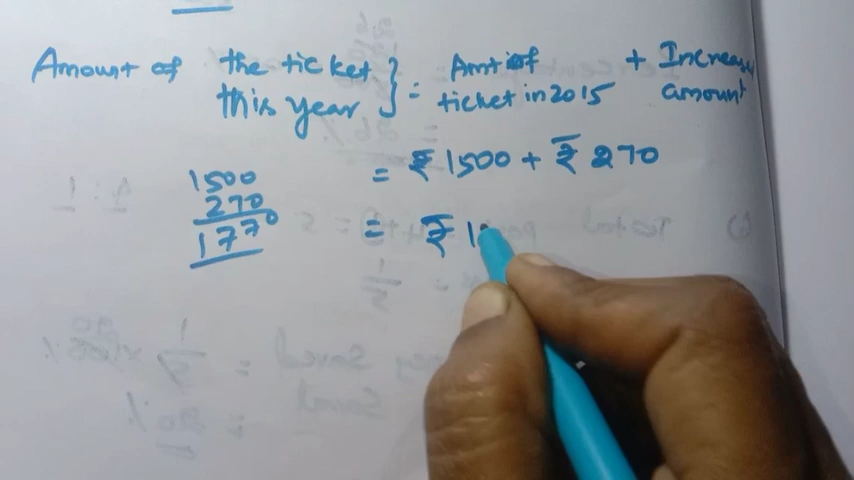 Amount of the ticket } = Amt of + Increase
this year ticket in 2015 amount
= ₹ 1500 + ₹ 270
1500
270
1770
= ₹ 1